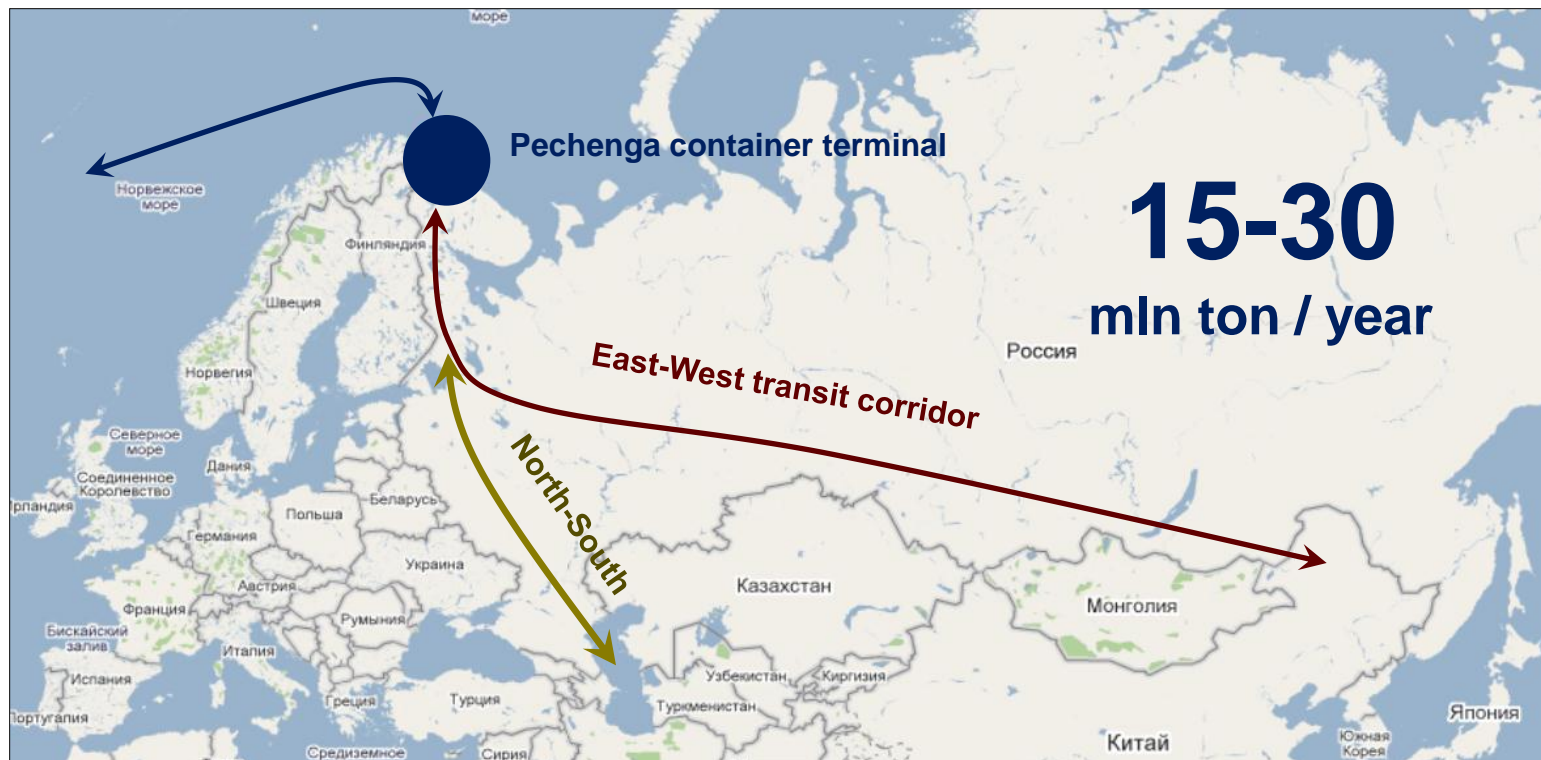 море
Pechenga container terminal
Норвежское
море
15-30
mln ton / year
Финляндия
Швеция
Россия
East-West transit corridor
Норвегия
Северное
море
North-South
Дания
Соединенное
Королевство
Ирландия
Беларусь
Польша
Германия
Украина
Австрия
Казахстан
Франция
Монголия
Румыния
Бискайский
залив
Италия
Испания
Узбекистан
Киргизия
Греция
Турция
Туркменистан
Португалия
Япония
Китай
Южная
Корея
Средиземное
Сирия